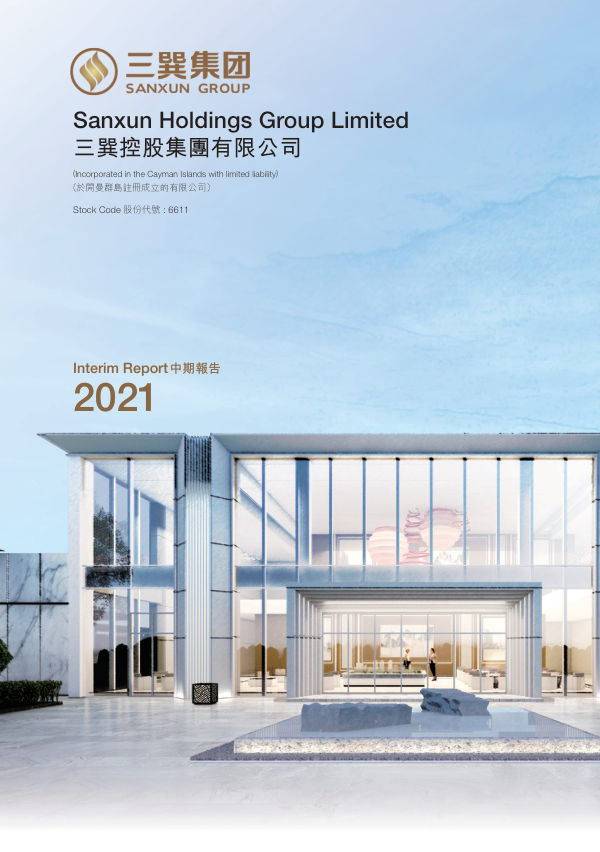 三巽集团
SANXUN GROUP
Sanxun Holdings Group Limited
三巽控股集團有限公司
(Incorporated in the Cayman Islands with limited liability)
(於開曼群島註冊成立的有限公司)
Stock Code 股份代號 : 6611
Interim Report 中期報告
2021